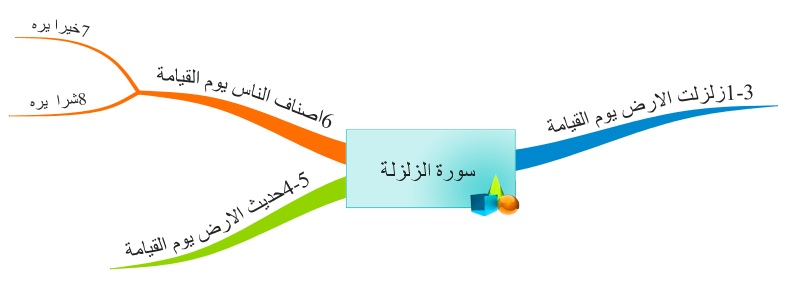 سورة الزلزلة
1-3زلزلت الارض يوم القيامة
4-5حديث الارض يوم القيامة
6اصناف الناس يوم القيامة
7خيرا يره
8شرا يره